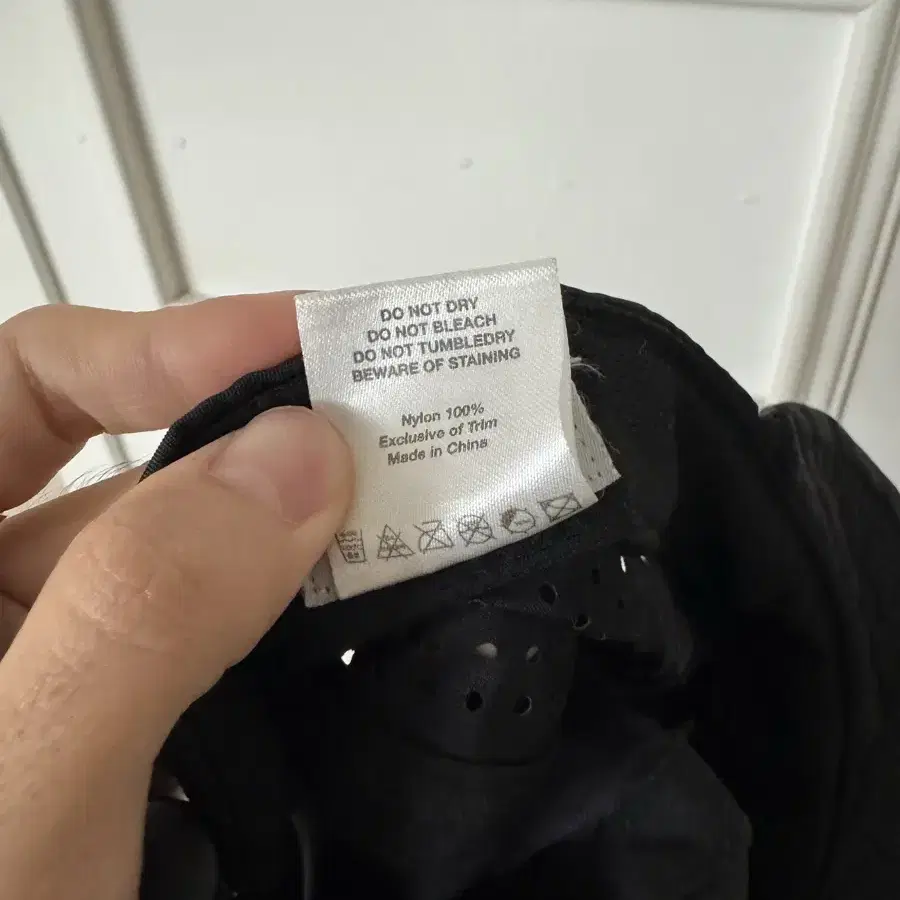 DO NOT DRY
DO NOT BLEACH
DO NOT TUMBLEDRY
BEWARE OF STAINING
Nylon 100%
Exclusive of Trim
Made in China